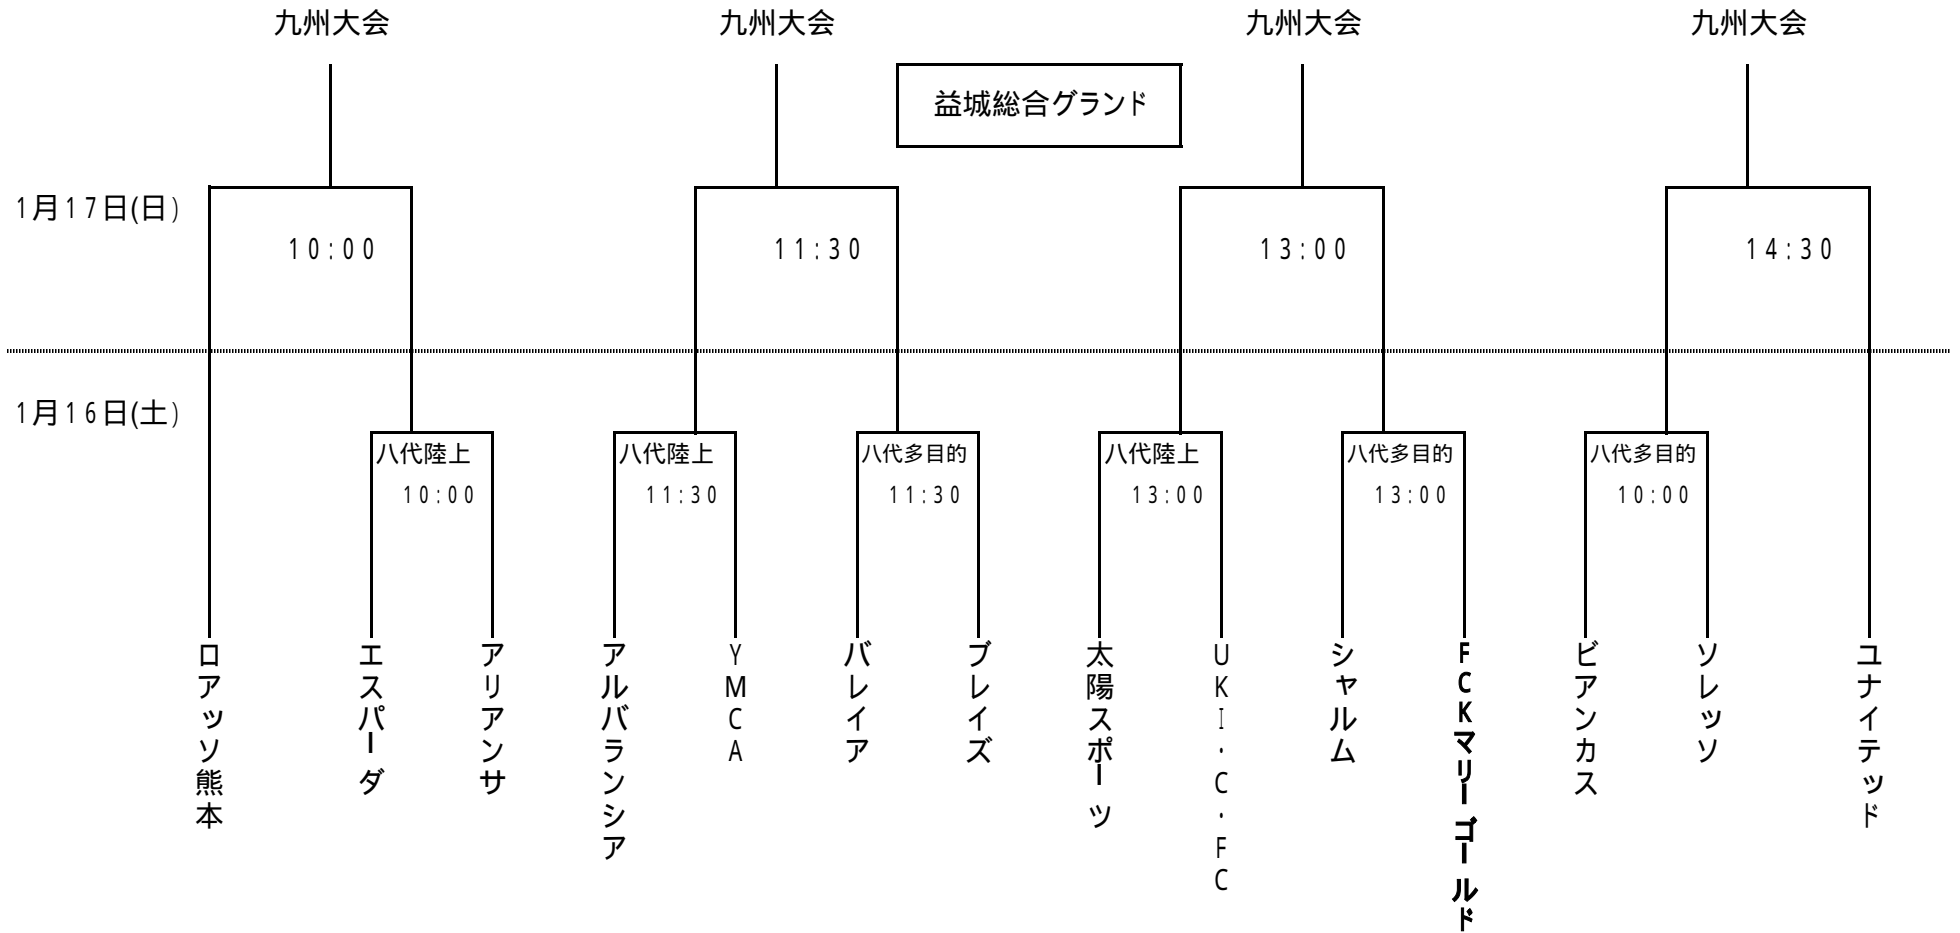 九州大会
九州大会
九州大会
九州大会
益城総合グランド
1月17日(日)
10:00
11:30
13:00
14:30
1月16日(土)
八代陸上
10:00
八代陸上
11:30
八代多目的
11:30
八代陸上
13:00
八代多目的
13:00
八代多目的
10:00
ロアッソ熊本
エスパーダ
アリアンサ
アルバランシア
YMCA
バレイア
ブレイズ
太陽スポーツ
UKI・C・FC
シャルム
FCKマリーゴールド
ビアンカス
ソレッソ
ユナイテッド